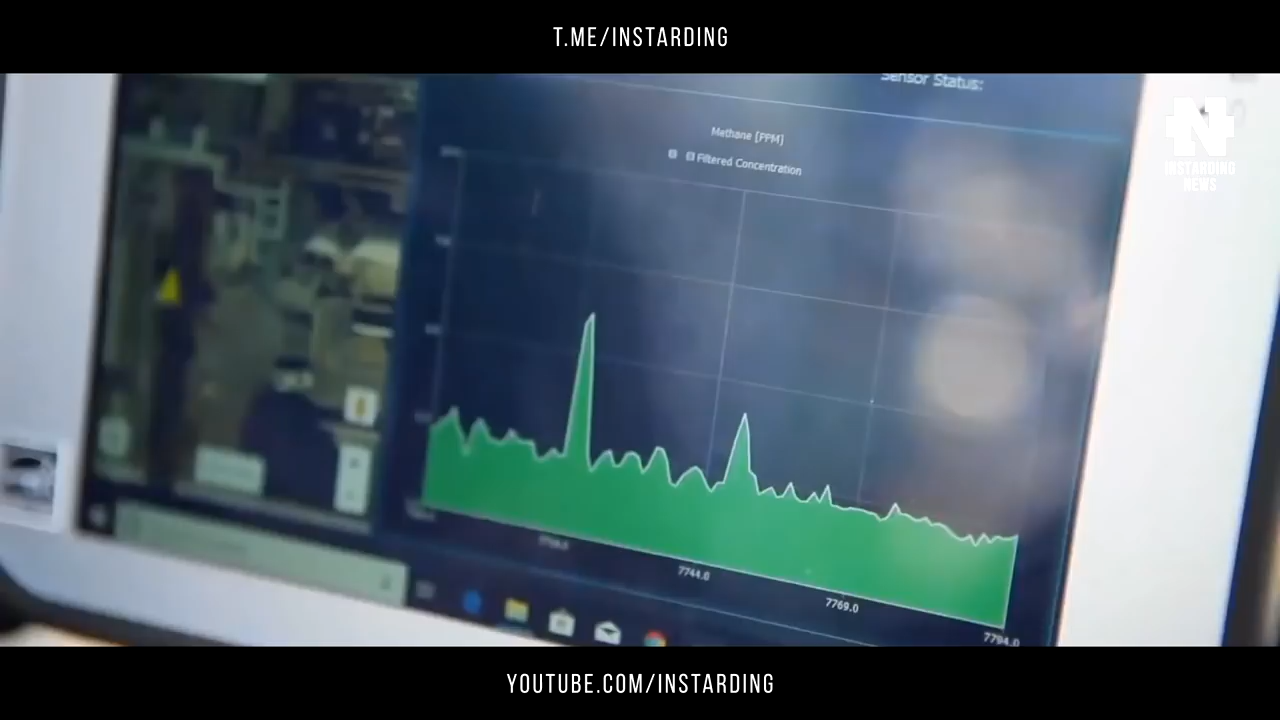 T.ME/INSTARDING
Sensor Status:
N
INSTARDING
NEWS
Methane [PPM]
Filtered Concentration
7744.0
7769.0
7794.0
YOUTUBE.COM/INSTARDING